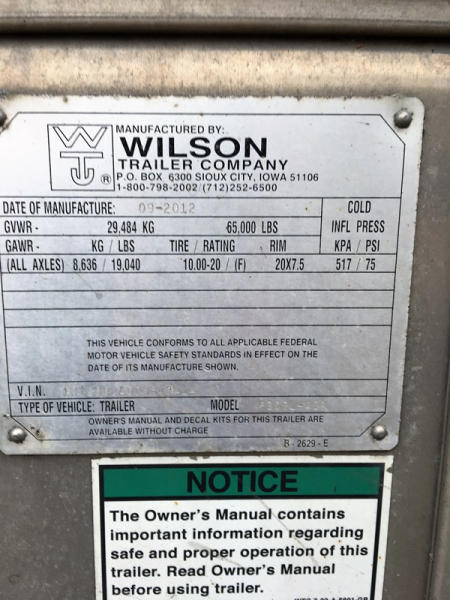 WTC ®
MANUFACTURED BY:
WILSON
TRAILER COMPANY
P.O. BOX 6300 SIOUX CITY, IOWA 51106
1-800-798-2002 / (712)252-6500
DATE OF MANUFACTURE: 09-2012 COLD
GVWR - 29,484 KG 65,000 LBS INFL PRESS
GAWR - KG / LBS TIRE / RATING RIM KPA / PSI
(ALL AXLES) 8,636 / 19,040 10.00-20 / (F) 20X7.5 517 / 75
THIS VEHICLE CONFORMS TO ALL APPLICABLE FEDERAL
MOTOR VEHICLE SAFETY STANDARDS IN EFFECT ON THE
DATE OF ITS MANUFACTURE SHOWN.
V.I.N.
TYPE OF VEHICLE: TRAILER MODEL
OWNER'S MANUAL AND DECAL KITS FOR THIS TRAILER ARE
AVAILABLE WITHOUT CHARGE
B - 2629 - E
NOTICE
The Owner's Manual contains
important information regarding
safe and proper operation of this
trailer. Read Owner's Manual
before using trailer.